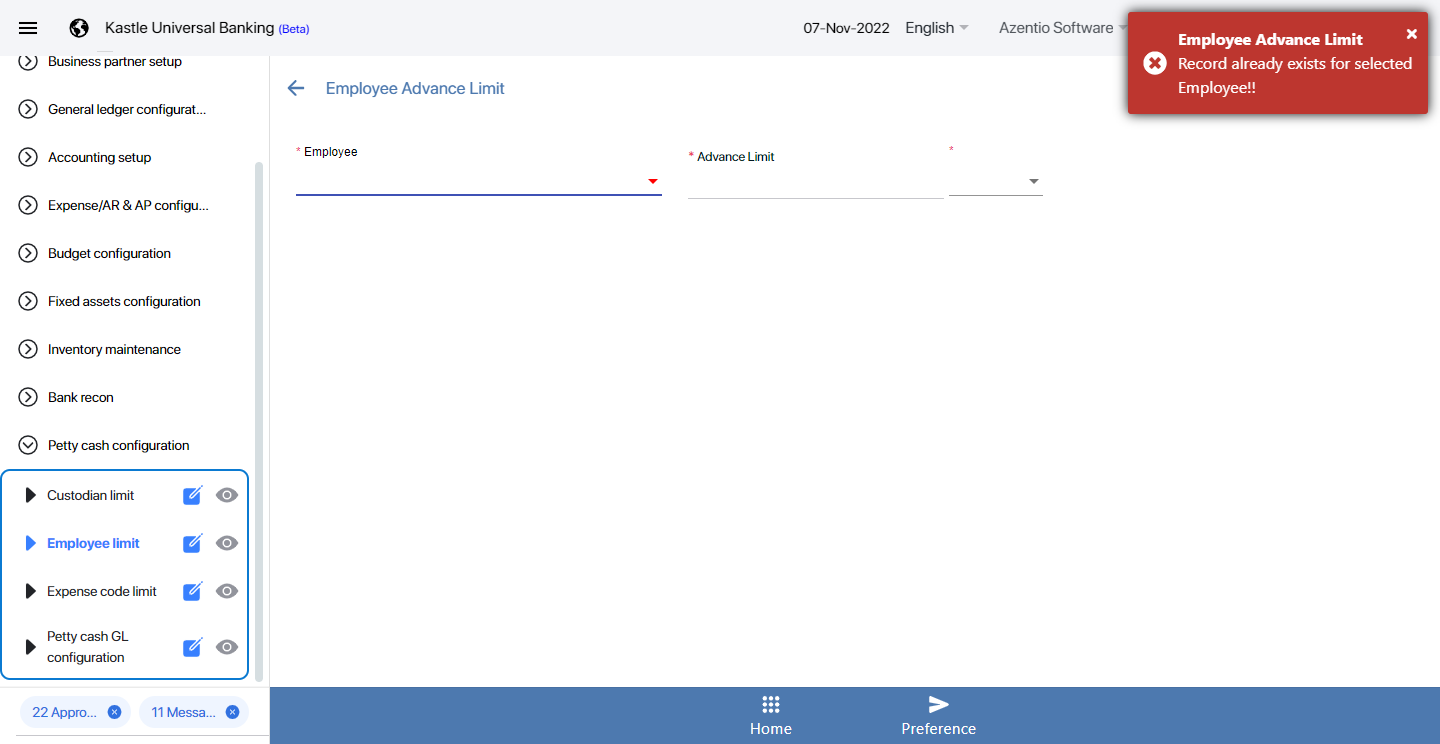 Kastle Universal Banking (Beta)
07-Nov-2022
English
Azentio Software
Employee Advance Limit
Record already exists for selected
Employee!!
Business partner setup
General ledger configurat...
Accounting setup
Expense/AR & AP configu...
Budget configuration
Fixed assets configuration
Inventory maintenance
Bank recon
Petty cash configuration
Custodian limit
Employee limit
Expense code limit
Petty cash GL
configuration
22 Appro...
11 Messa...
Employee Advance Limit
* Employee
* Advance Limit
*
Home
Preference